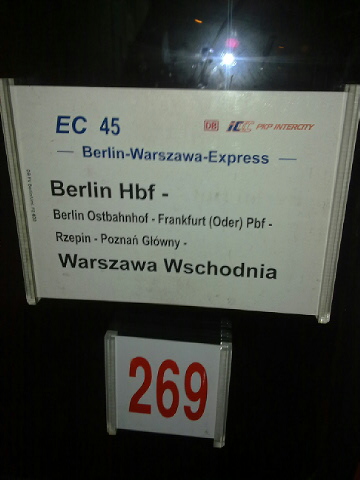 EC 45
DB IC PKP INTERCITY
— Berlin-Warszawa-Express —
Berlin Hbf -
Berlin Ostbahnhof - Frankfurt (Oder) Pbf -
Rzepin - Poznań Główny -
Warszawa Wschodnia
269